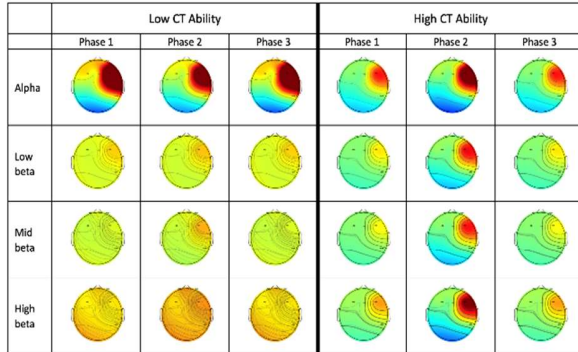 Low CT Ability High CT Ability
Phase 1 Phase 2 Phase 3 Phase 1 Phase 2 Phase 3
Alpha
Low
beta
Mid
beta
High
beta